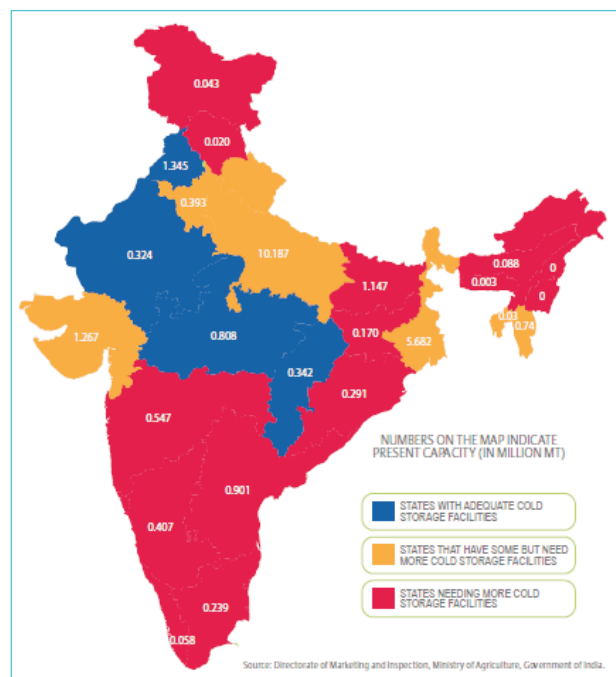 0.043
0.020
1.345
0.393
0.324
10.187
0.088
0
1.147
0.003
0
0.03
0.74
1.267
0.808
0.170
5.682
0.342
0.291
0.547
NUMBERS ON THE MAP INDICATE
PRESENT CAPACITY (IN MILLION MT)
0.901
STATES WITH ADEQUATE COLD
STORAGE FACILITIES
0.407
STATES THAT HAVE SOME BUT NEED
MORE COLD STORAGE FACILITIES
0.239
STATES NEEDING MORE COLD
STORAGE FACILITIES
0.058
Source: Directorate of Marketing and Inspection, Ministry of Agriculture, Government of India.